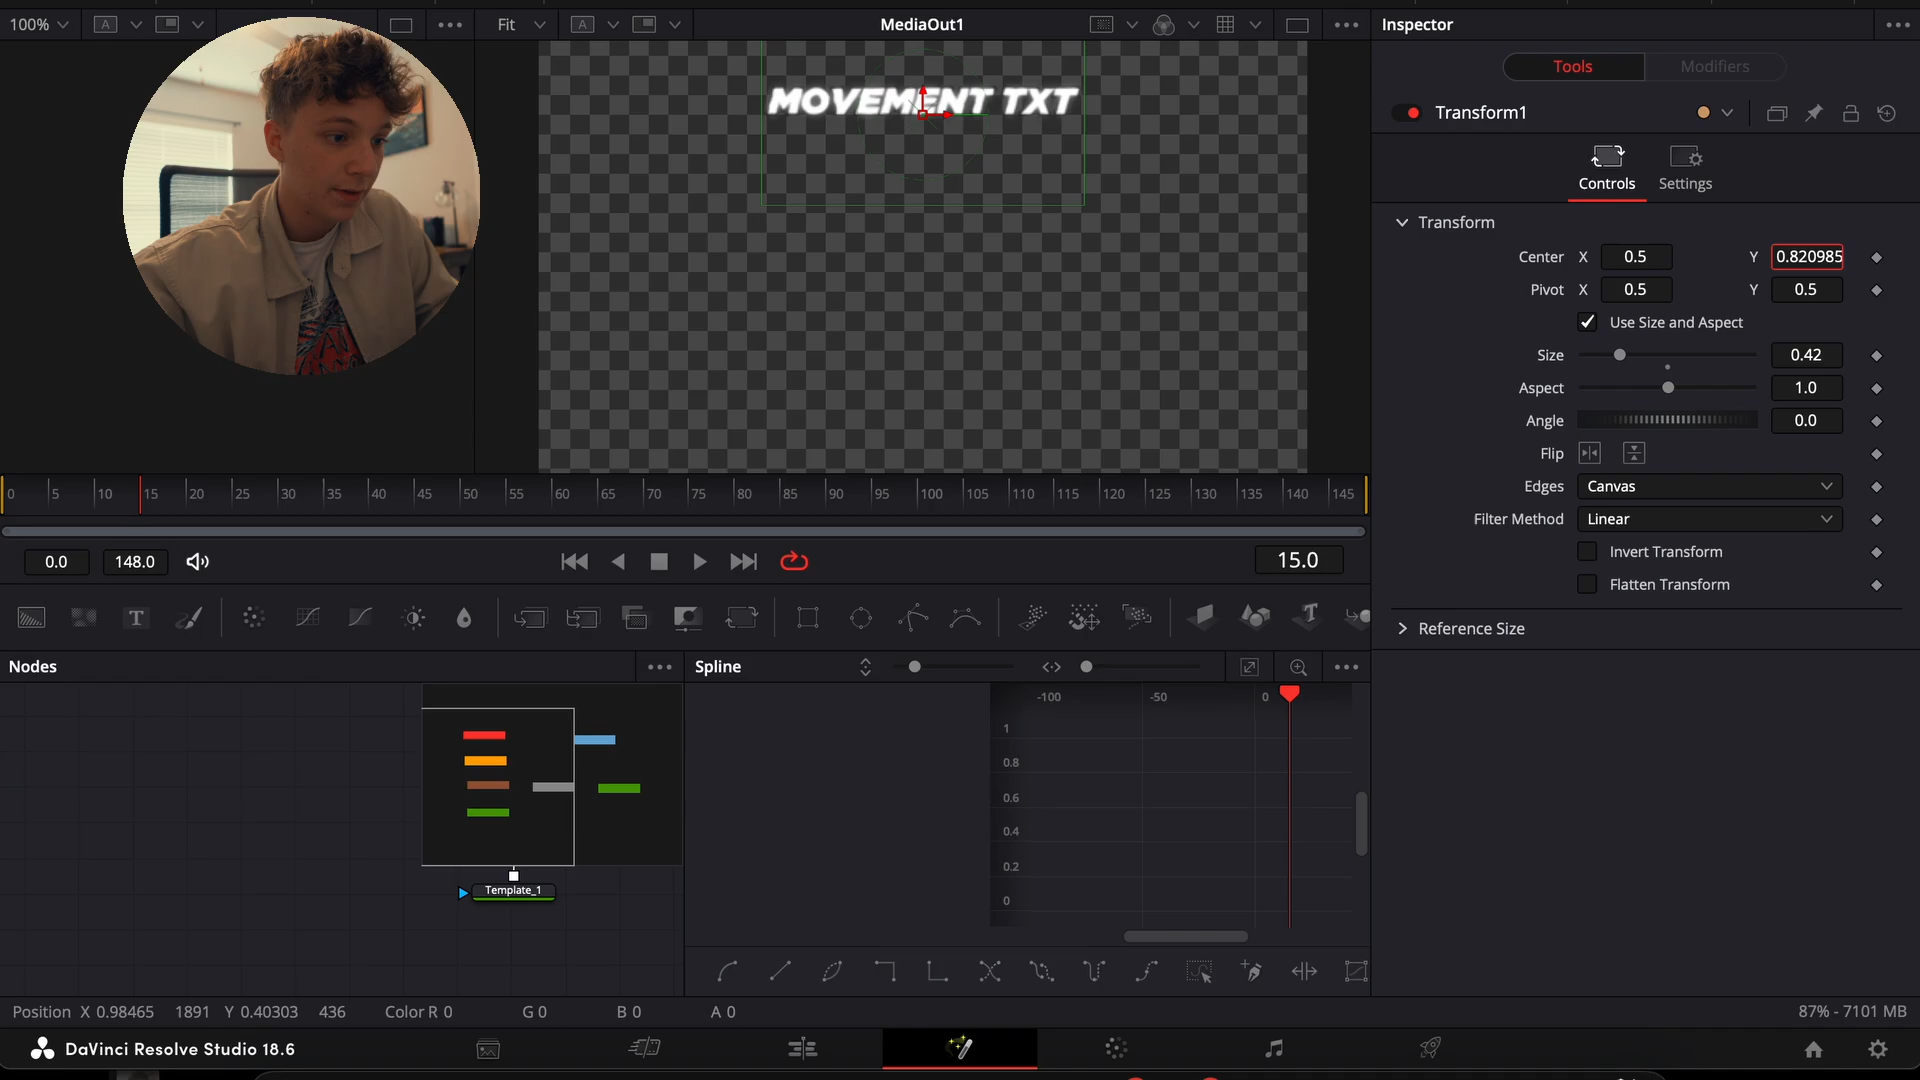 100%
A
Fit
A
MediaOut1
Inspector
Tools
Modifiers
MOVEMENT TXT
Transform1
Controls
Settings
Transform
Center X 0.5 Y 0.820985
Pivot X 0.5 Y 0.5
Use Size and Aspect
Size 0.42
Aspect 1.0
Angle 0.0
Flip
Edges Canvas
Filter Method Linear
Invert Transform
Flatten Transform
Reference Size
0 5 10 15 20 25 30 35 40 45 50 55 60 65 70 75 80 85 90 95 100 105 110 115 120 125 130 135 140 145
0.0 148.0 15.0
T
T
Nodes
Spline
-100 -50 0
1
0.8
0.6
0.4
0.2
0
Template_1
Position X 0.98465 1891 Y 0.40303 436 Color R 0 G 0 B 0 A 0 87% - 7101 MB
DaVinci Resolve Studio 18.6